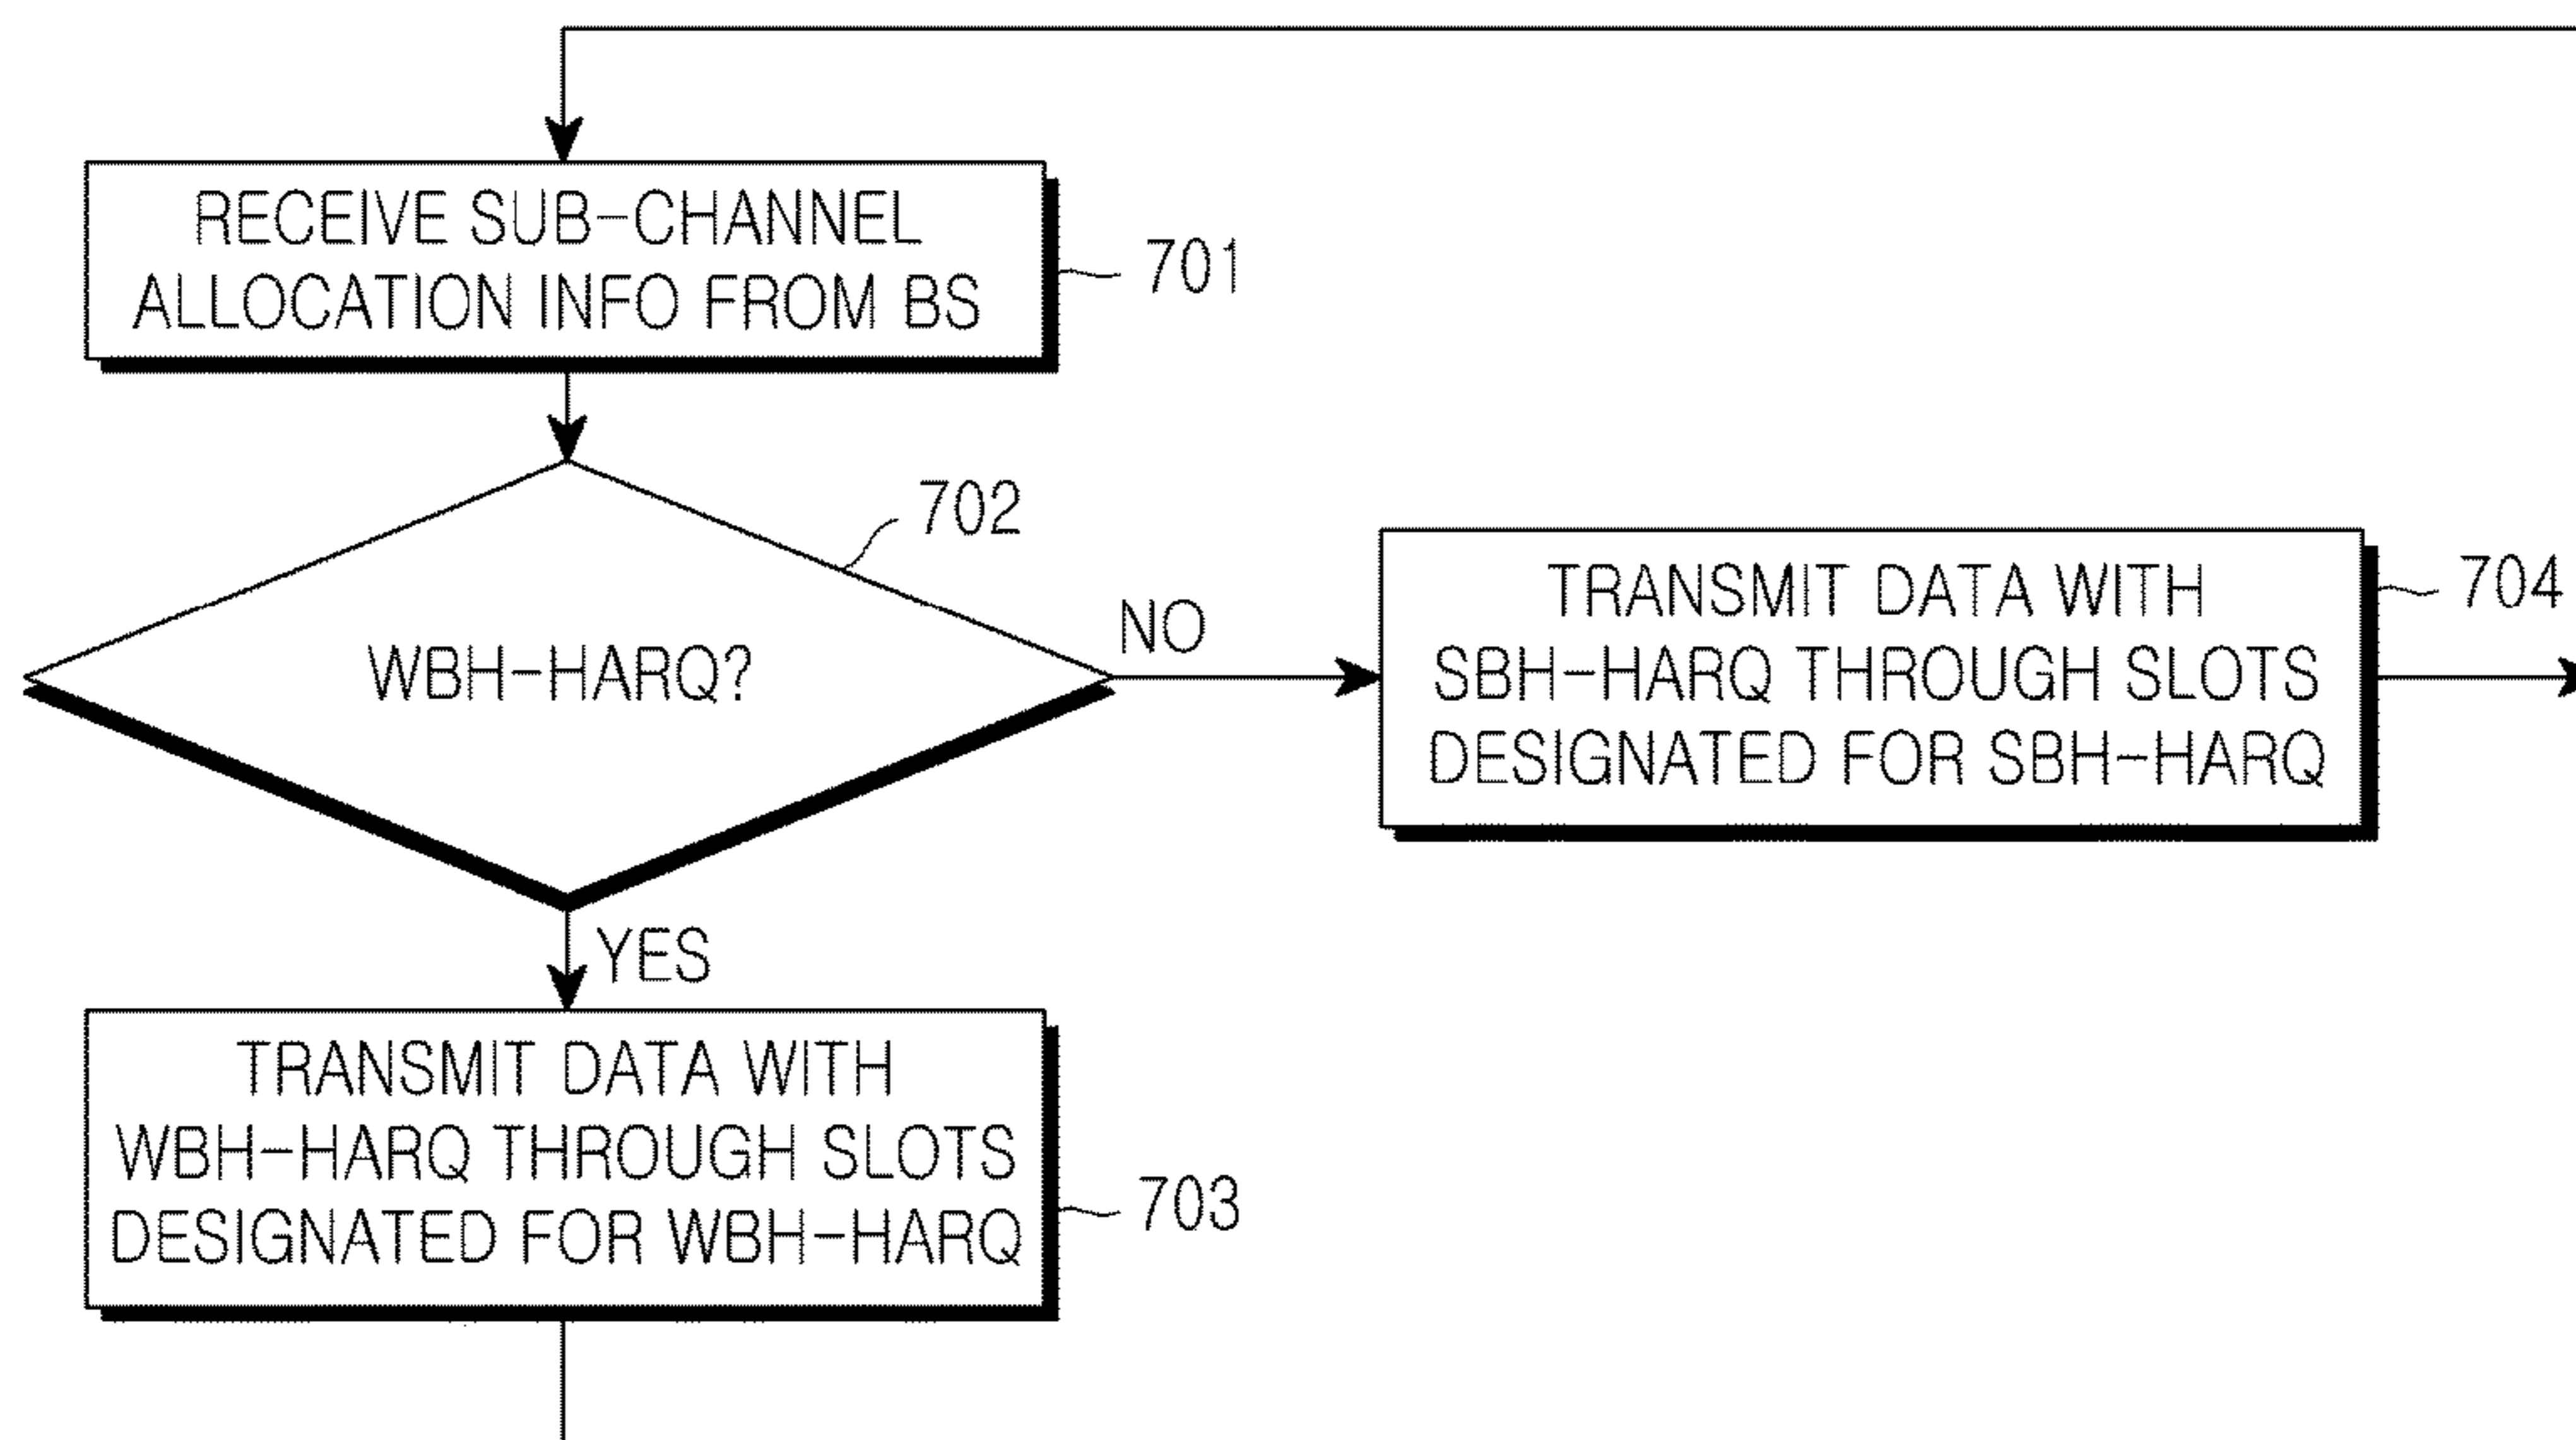 RECEIVE SUB-CHANNEL
ALLOCATION INFO FROM BS
701
702
WBH-HARQ?
NO
TRANSMIT DATA WITH
SBH-HARQ THROUGH SLOTS
DESIGNATED FOR SBH-HARQ
704
YES
TRANSMIT DATA WITH
WBH-HARQ THROUGH SLOTS
DESIGNATED FOR WBH-HARQ
703